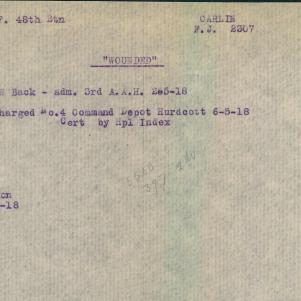 F. 48th Btn CARLIN
F.J. 2307
"WOUNDED"
Back - adm. 3rd A.A.H. 2=5-18
harged No.4 Command Depot Hurdcott 6-5-18
Cert by Hpl Index
397
on
-18